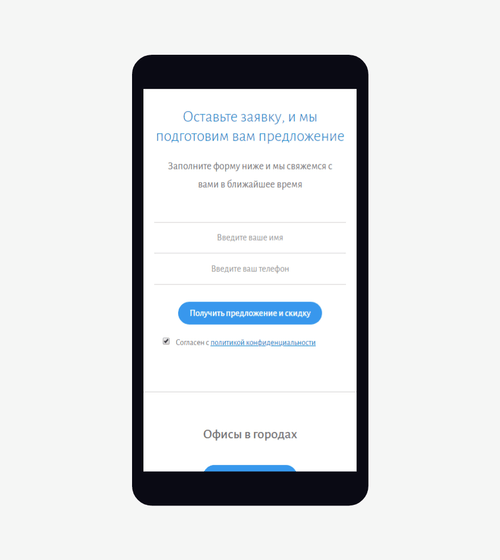 Оставьте заявку, и мы
подготовим вам предложение
Заполните форму ниже и мы свяжемся с
вами в ближайшее время
Введите ваше имя
Введите ваш телефон
Получить предложение и скидку
Согласен с политикой конфиденциальности
Офисы в городах